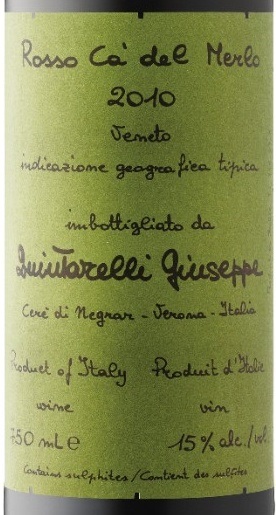 Rosso Ca' del Merlo
2010
Veneto
indicazione geografica tipica
imbottigliato da
Quintarelli Giuseppe
Cerè di Negrar - Verona - Italia
Product of Italy Produit d'Italie
wine vin
750 ml e 15% alc./vol.
Contains sulphites / Contient des sulfites